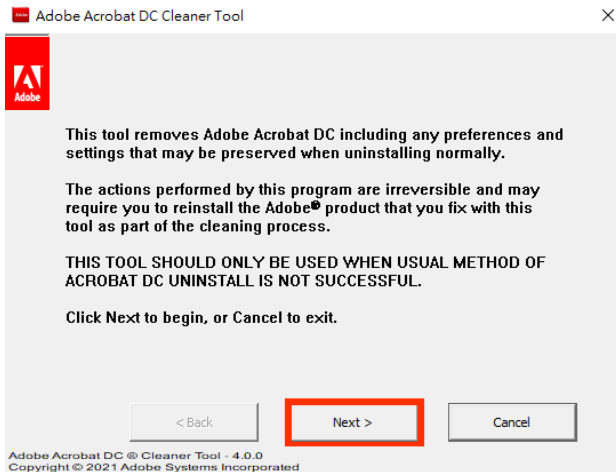 Adobe Acrobat DC Cleaner Tool
Adobe
This tool removes Adobe Acrobat DC including any preferences and
settings that may be preserved when uninstalling normally.
The actions performed by this program are irreversible and may
require you to reinstall the Adobe® product that you fix with this
tool as part of the cleaning process.
THIS TOOL SHOULD ONLY BE USED WHEN USUAL METHOD OF
ACROBAT DC UNINSTALL IS NOT SUCCESSFUL.
Click Next to begin, or Cancel to exit.
< Back
Next >
Cancel
Adobe Acrobat DC ® Cleaner Tool - 4.0.0
Copyright © 2021 Adobe Systems Incorporated